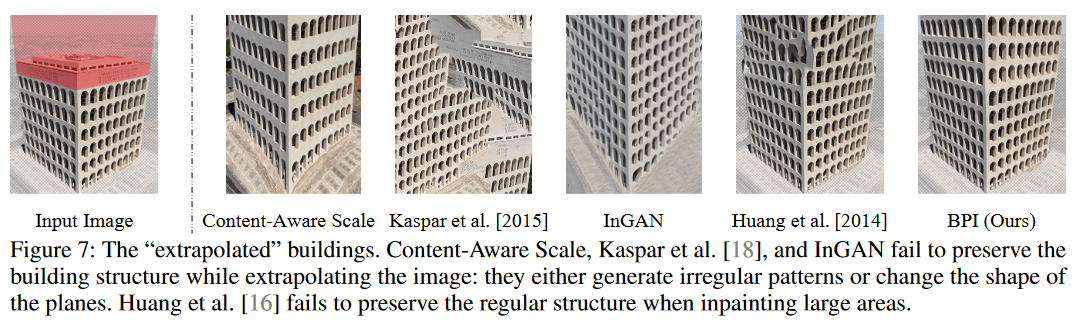 Input Image Content-Aware Scale Kaspar et al. [2015] InGAN Huang et al. [2014] BPI (Ours)
Figure 7: The “extrapolated” buildings. Content-Aware Scale, Kaspar et al. [18], and InGAN fail to preserve the
building structure while extrapolating the image: they either generate irregular patterns or change the shape of
the planes. Huang et al. [16] fails to preserve the regular structure when inpainting large areas.